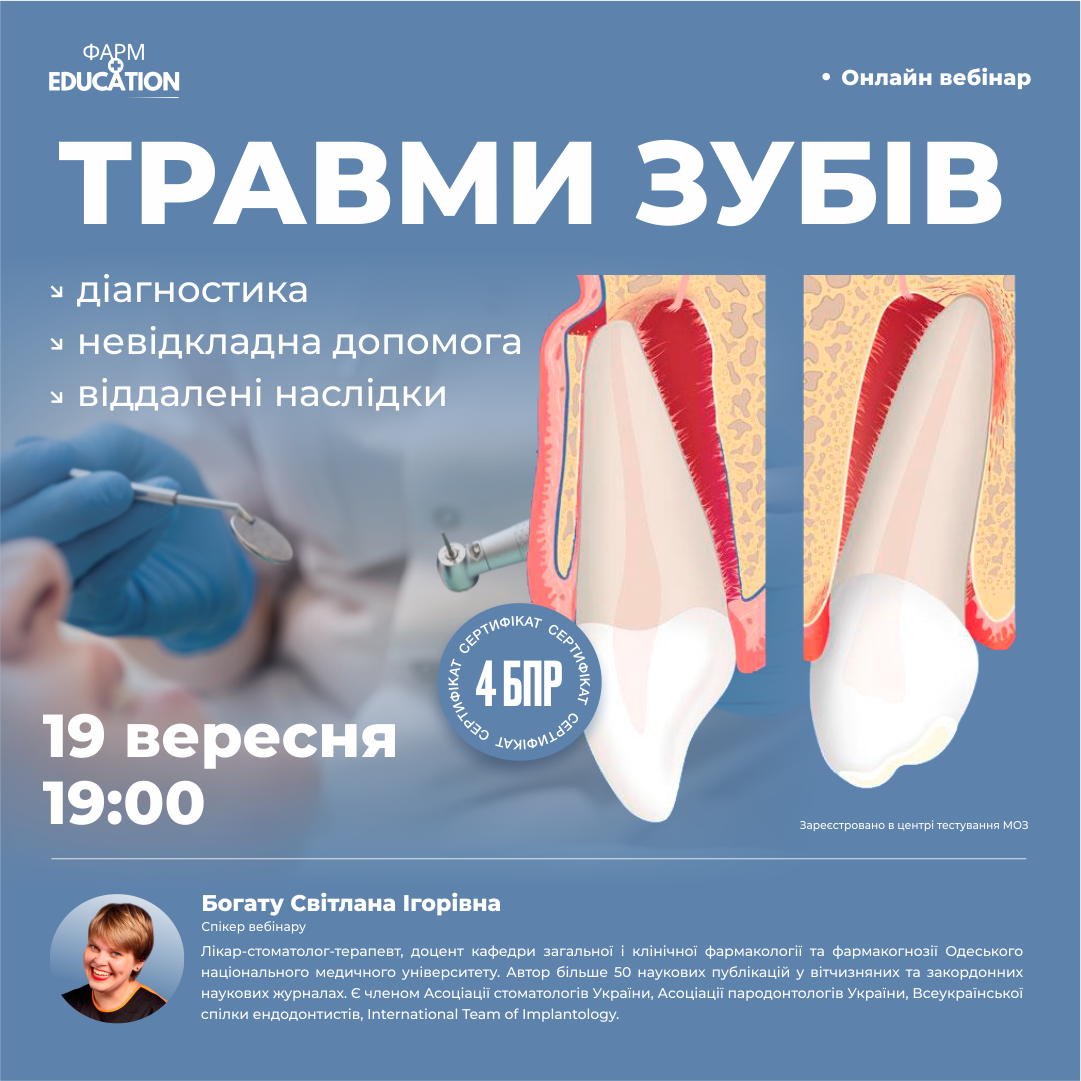 ФАРМ
EDUCATION
• Онлайн вебінар
ТРАВМИ ЗУБІВ
діагностика
невідкладна допомога
віддалені наслідки
СЕРТИФІКАТ СЕРТИФІКАТ СЕРТИФІКАТ СЕРТИФІКАТ
4 БПР
19 вересня
19:00
Зареєстровано в центрі тестування МОЗ
Богату Світлана Ігорівна
Спікер вебінару
Лікар-стоматолог-терапевт, доцент кафедри загальної і клінічної фармакології та фармакогнозії Одеського
національного медичного університету. Автор більше 50 наукових публікацій у вітчизняних та закордонних
наукових журналах. Є членом Асоціації стоматологів України, Асоціації пародонтологів України, Всеукраїнської
спілки ендодонтистів, International Team of Implantology.